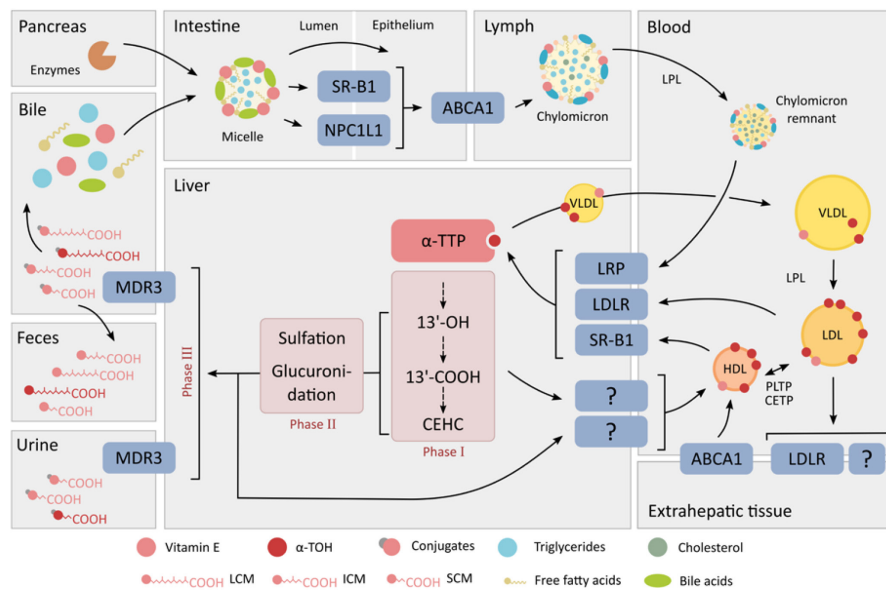 Pancreas
Enzymes
Intestine
Lumen
Epithelium
SR-B1
NPC1L1
Micelle
ABCA1
Lymph
Chylomicron
Blood
LPL
Chylomicron
remnant
Bile
COOH
COOH
COOH
COOH
MDR3
Feces
COOH
COOH
COOH
COOH
Urine
MDR3
COOH
COOH
COOH
Liver
VLDL
α-TTP
13'-OH
13'-COOH
CEHC
Phase I
Sulfation
Glucuroni-
dation
Phase II
Phase III
LRP
LDLR
SR-B1
?
?
VLDL
LPL
LDL
HDL
PLTP
CETP
ABCA1
LDLR
?
Extrahepatic tissue
Vitamin E
α-TOH
Conjugates
Triglycerides
Cholesterol
COOH LCM
COOH ICM
COOH SCM
Free fatty acids
Bile acids